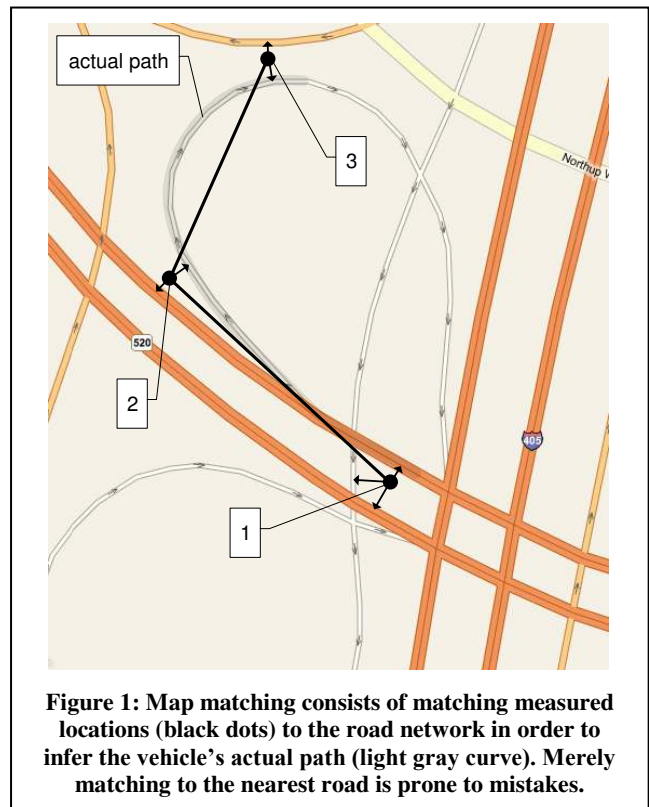 actual path
3
Northup W
520
2
405
1
Figure 1: Map matching consists of matching measured
locations (black dots) to the road network in order to
infer the vehicle's actual path (light gray curve). Merely
matching to the nearest road is prone to mistakes.